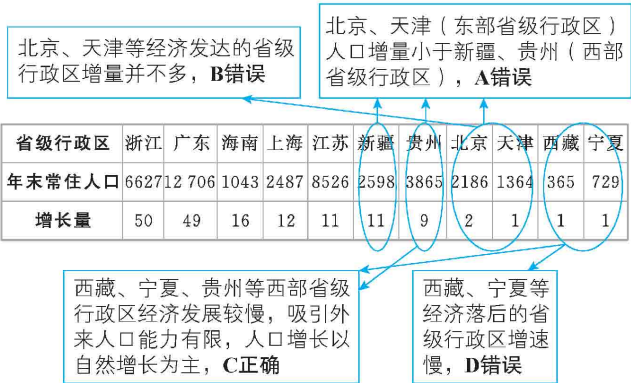 北京、天津等经济发达的省级
行政区增量并不多，B错误
北京、天津（东部省级行政区）
人口增量小于新疆、贵州（西部
省级行政区），A错误
省级行政区 浙江 广东 海南 上海 江苏 新疆 贵州 北京 天津 西藏 宁夏
年末常住人口 6627 12 706 1043 2487 8526 2598 3865 2186 1364 365 729
增长量 50 49 16 12 11 11 9 2 1 1 1
西藏、宁夏、贵州等西部省级
行政区经济发展较慢，吸引外
来人口能力有限，人口增长以
自然增长为主，C正确
西藏、宁夏等
经济落后的省
级行政区增速
慢，D错误